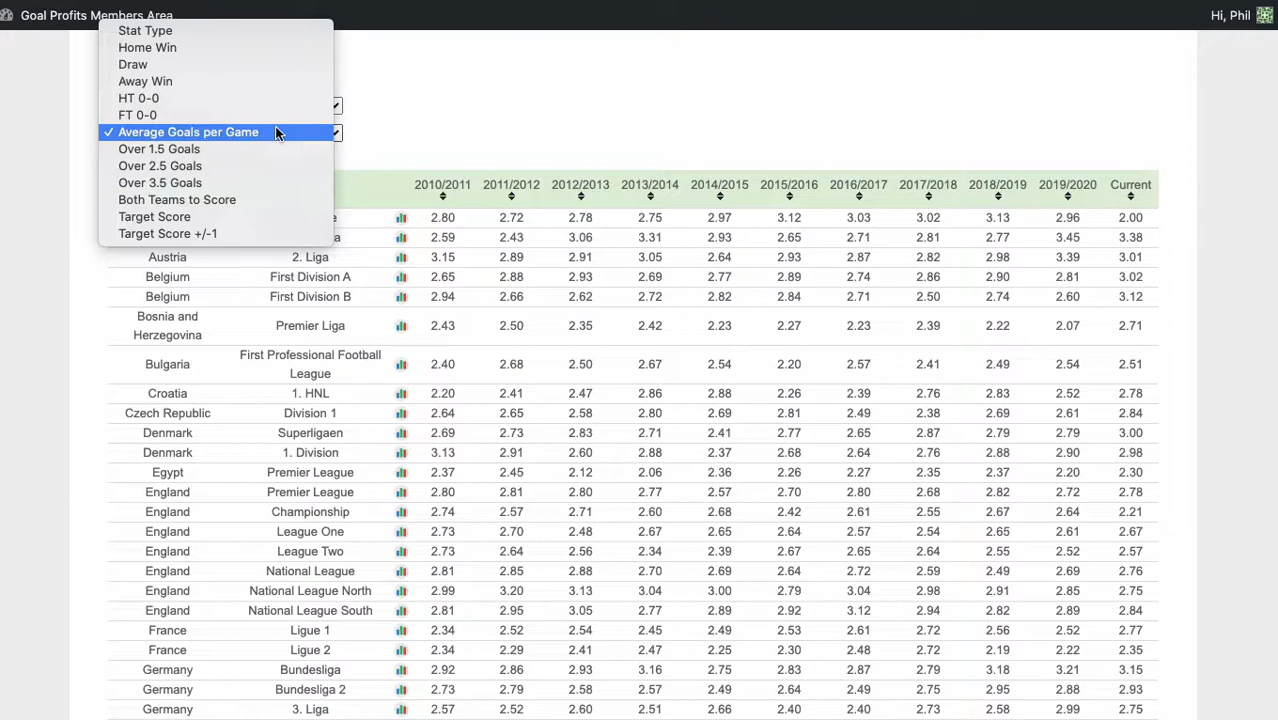 Goal Profits Members Area
Hi, Phil
Stat Type
Home Win
Draw
Away Win
HT 0-0
FT 0-0
✓ Average Goals per Game
Over 1.5 Goals
Over 2.5 Goals
Over 3.5 Goals
Both Teams to Score
Target Score
Target Score +/-1
2010/2011 2011/2012 2012/2013 2013/2014 2014/2015 2015/2016 2016/2017 2017/2018 2018/2019 2019/2020 Current
e 2.80 2.72 2.78 2.75 2.97 3.12 3.03 3.02 3.13 2.96 2.00
a 2.59 2.43 3.06 3.31 2.93 2.65 2.71 2.81 2.77 3.45 3.38
Austria 2. Liga 3.15 2.89 2.91 3.05 2.64 2.93 2.87 2.82 2.98 3.39 3.01
Belgium First Division A 2.65 2.88 2.93 2.69 2.77 2.89 2.74 2.86 2.90 2.81 3.02
Belgium First Division B 2.94 2.66 2.62 2.72 2.82 2.84 2.71 2.50 2.74 2.60 3.12
Bosnia and
Herzegovina Premier Liga 2.43 2.50 2.35 2.42 2.23 2.27 2.23 2.39 2.22 2.07 2.71
Bulgaria First Professional Football
League 2.40 2.68 2.50 2.67 2.54 2.20 2.57 2.41 2.49 2.54 2.51
Croatia 1. HNL 2.20 2.41 2.47 2.86 2.88 2.26 2.39 2.76 2.83 2.52 2.78
Czech Republic Division 1 2.64 2.65 2.58 2.80 2.69 2.81 2.49 2.38 2.69 2.61 2.84
Denmark Superligaen 2.69 2.73 2.83 2.71 2.41 2.77 2.65 2.87 2.79 2.79 3.00
Denmark 1. Division 3.13 2.91 2.60 2.88 2.37 2.68 2.64 2.76 2.88 2.90 2.98
Egypt Premier League 2.37 2.45 2.12 2.06 2.36 2.26 2.27 2.35 2.37 2.20 2.30
England Premier League 2.80 2.81 2.80 2.77 2.57 2.70 2.80 2.68 2.82 2.72 2.78
England Championship 2.74 2.57 2.71 2.60 2.68 2.42 2.61 2.55 2.67 2.64 2.21
England League One 2.73 2.70 2.48 2.67 2.65 2.64 2.57 2.54 2.65 2.61 2.67
England League Two 2.73 2.64 2.56 2.34 2.39 2.67 2.65 2.64 2.55 2.52 2.57
England National League 2.81 2.85 2.88 2.70 2.69 2.64 2.72 2.59 2.49 2.69 2.76
England National League North 2.99 3.20 3.13 3.04 3.00 2.79 3.04 2.98 2.91 2.85 2.75
England National League South 2.81 2.95 3.05 2.77 2.89 2.92 3.12 2.94 2.82 2.89 2.84
France Ligue 1 2.34 2.52 2.54 2.45 2.49 2.53 2.61 2.72 2.56 2.52 2.77
France Ligue 2 2.34 2.29 2.41 2.47 2.25 2.30 2.48 2.72 2.19 2.22 2.35
Germany Bundesliga 2.92 2.86 2.93 3.16 2.75 2.83 2.87 2.79 3.18 3.21 3.15
Germany Bundesliga 2 2.73 2.79 2.58 2.57 2.49 2.64 2.49 2.75 2.95 2.88 2.93
Germany 3. Liga 2.57 2.52 2.60 2.51 2.66 2.40 2.40 2.73 2.58 2.99 2.75